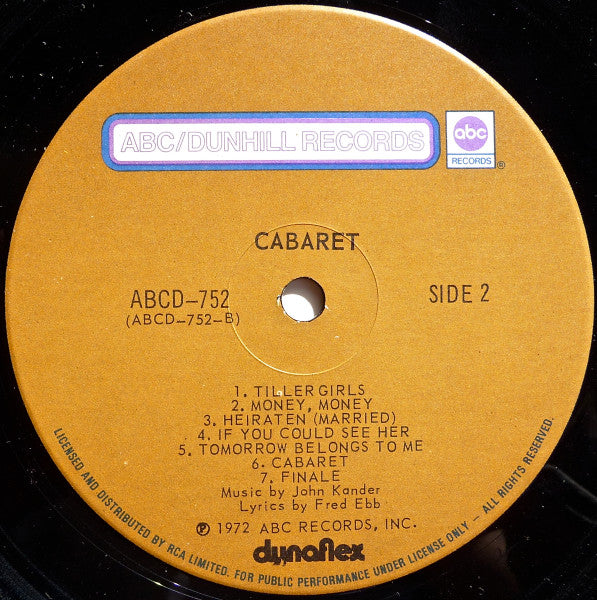 ABC/DUNHILL RECORDS
abc
RECORDS ®
CABARET
ABCD-752
(ABCD-752-B)
SIDE 2
1. TILLER GIRLS
2. MONEY, MONEY
3. HEIRATEN (MARRIED)
4. IF YOU COULD SEE HER
5. TOMORROW BELONGS TO ME
6. CABARET
7. FINALE
Music by John Kander
Lyrics by Fred Ebb
℗ 1972 ABC RECORDS, INC.
dynaflex
LICENSED AND DISTRIBUTED BY RCA LIMITED. FOR PUBLIC PERFORMANCE UNDER LICENSE ONLY - ALL RIGHTS RESERVED.